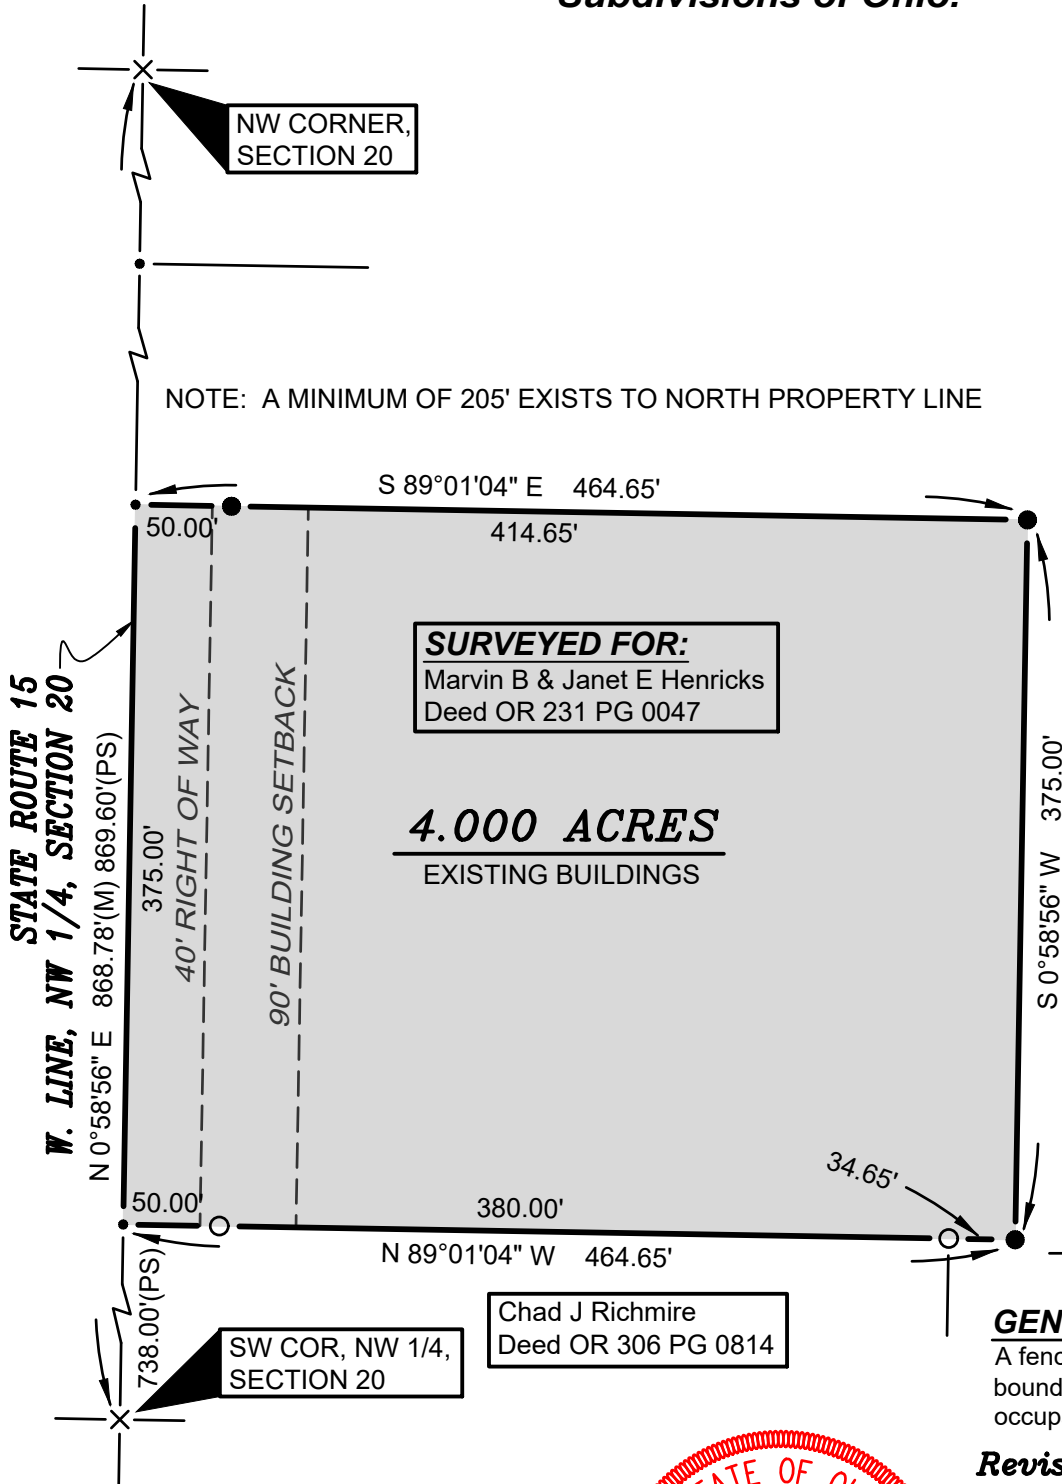 Subdivisions of Ohio.
NW CORNER,
SECTION 20
NOTE: A MINIMUM OF 205' EXISTS TO NORTH PROPERTY LINE
S 89°01'04" E 464.65'
50.00'
414.65'
SURVEYED FOR:
Marvin B & Janet E Henricks
Deed OR 231 PG 0047
STATE ROUTE 15
W. LINE, NW 1/4, SECTION 20
N 0°58'56" E 868.78'(M) 869.60'(PS)
375.00'
40' RIGHT OF WAY
90' BUILDING SETBACK
4.000 ACRES
EXISTING BUILDINGS
S 0°58'56" W 375.00'
34.65'
50.00'
380.00'
N 89°01'04" W 464.65'
738.00'(PS)
Chad J Richmire
Deed OR 306 PG 0814
SW COR, NW 1/4,
SECTION 20
GEN
A fenc
bound
occup
Revis
ATE OF O